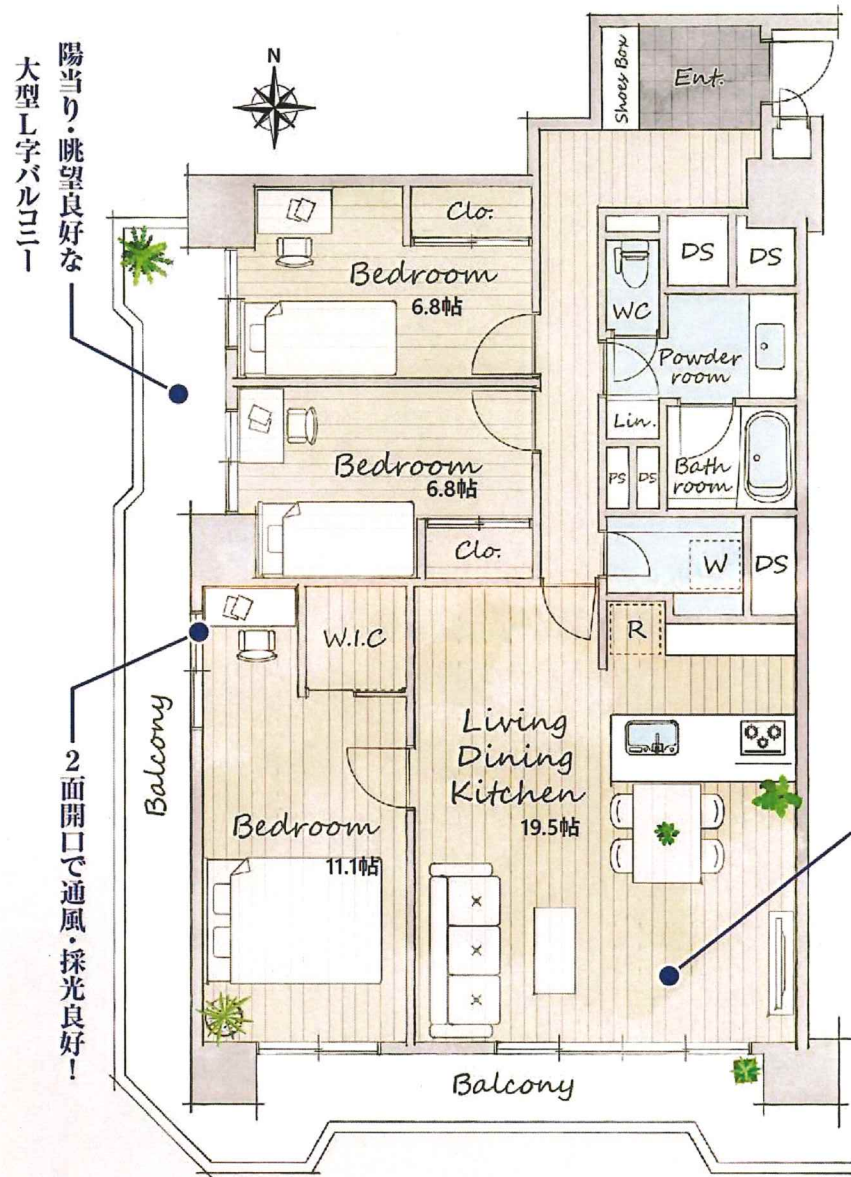 陽当り・眺望良好な
大型L字バルコニー
N
Shoes Box
Ent.
Clo.
Bedroom
6.8帖
DS
DS
WC
Powder
room
Bedroom
6.8帖
Lin.
PS
DS
Bath
room
Clo.
W
DS
W.I.C
R
Living
Dining
Kitchen
19.5帖
Balcony
Bedroom
11.1帖
2面開口で通風・採光良好!
Balcony